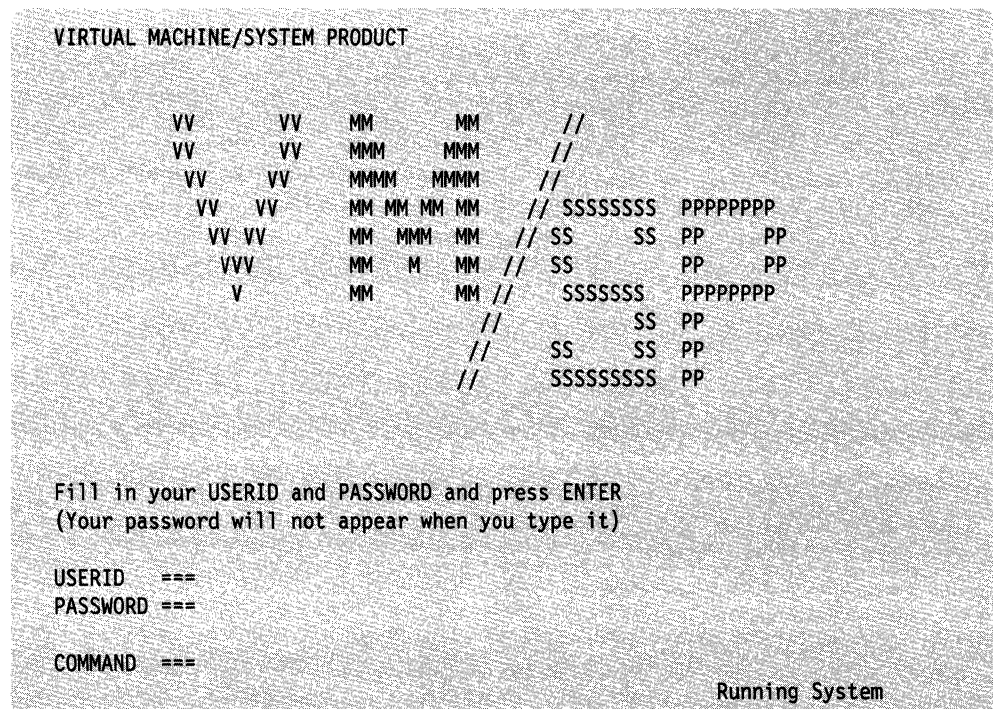 VIRTUAL MACHINE/SYSTEM PRODUCT
VV       VV    MM       MM       //
VV       VV    MMM     MMM      //
 VV     VV     MMMM   MMMM     //
  VV   VV      MM MM MM MM    // SSSSSSSS  PPPPPPPP
   VV VV       MM  MMM  MM   // SS     SS  PP     PP
    VVV        MM   M   MM  //  SS         PP     PP
     V         MM       MM //    SSSSSSS   PPPPPPPP
                          //           SS  PP
                         //     SS     SS  PP
                        //      SSSSSSSSS  PP
Fill in your USERID and PASSWORD and press ENTER
(Your password will not appear when you type it)
USERID   ===
PASSWORD ===
COMMAND  ===
Running System